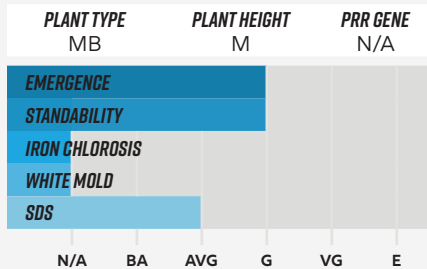 PLANT TYPE PLANT HEIGHT PRR GENE
MB M N/A
EMERGENCE
STANDABILITY
IRON CHLOROSIS
WHITE MOLD
SDS
N/A BA AVG G VG E